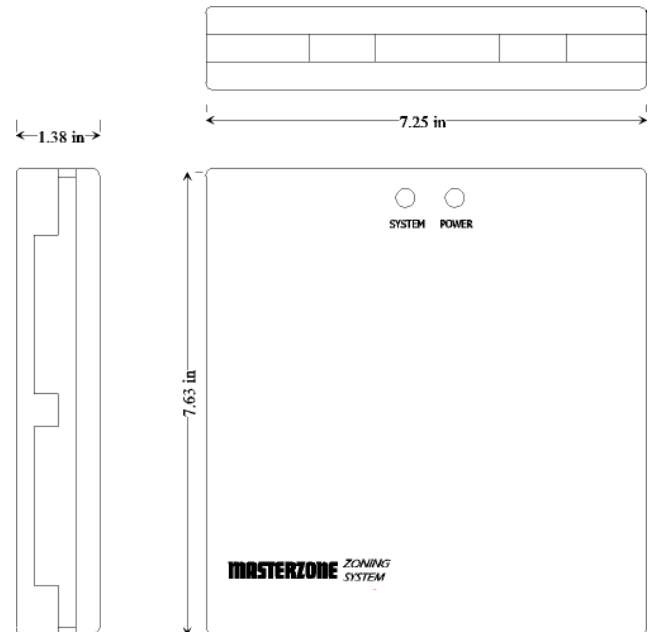 7.25 in
1.38 in
SYSTEM POWER
7.63 in
MASTERZONE ZONING
SYSTEM